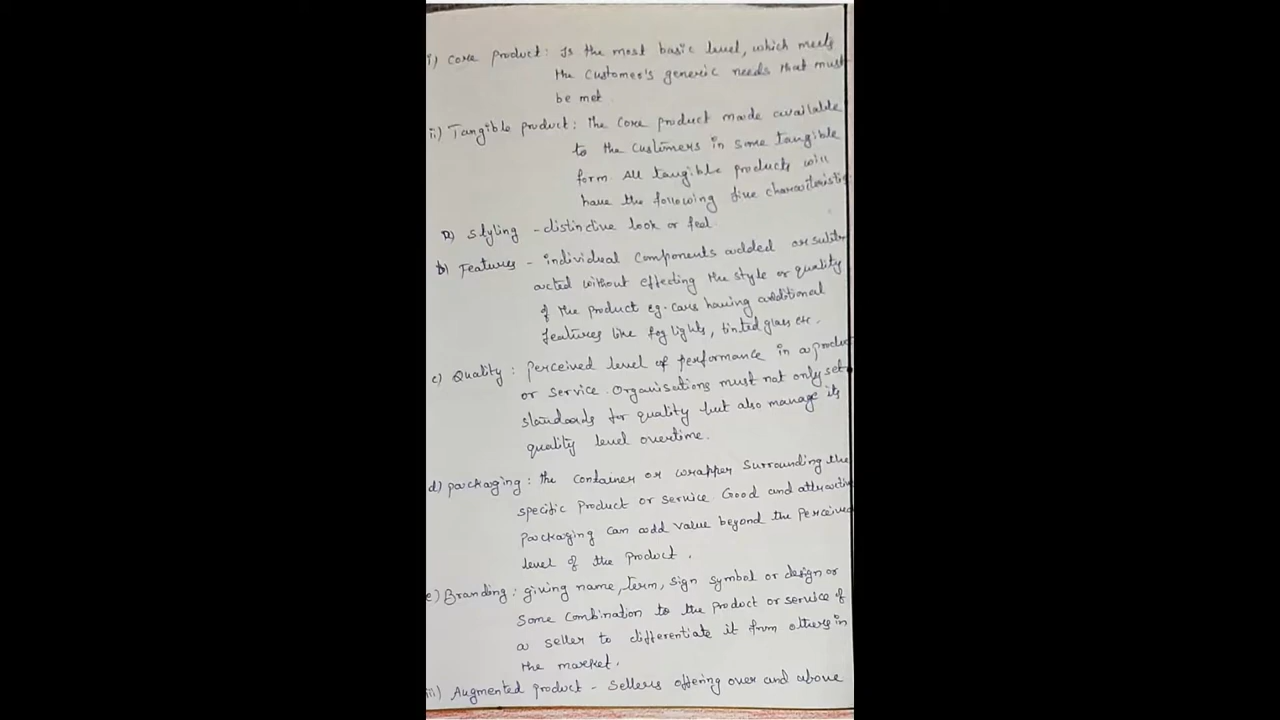 i) Core product: Is the most basic level, which meets
the customer's generic needs that must
be met
ii) Tangible product: the core product made available
to the customers in some tangible
form. All tangible products will
have the following five characteristics
a) Styling - distinctive look or feel
b) Features - individual components added or subtr
acted without effecting the style or quality
of the product eg. cars having additional
features like fog lights, tinted glass etc.
c) Quality: perceived level of performance in a product
or service. Organisations must not only set
standards for quality but also manage its
quality level overtime.
d) packaging: the container or wrapper surrounding the
specific product or service Good and attractive
packaging can add value beyond the perceived
level of the product.
e) Branding: giving name, term, sign symbol or design or
some combination to the product or service of
a seller to differentiate it from others in
the market.
iii) Augmented product - Sellers offering over and above